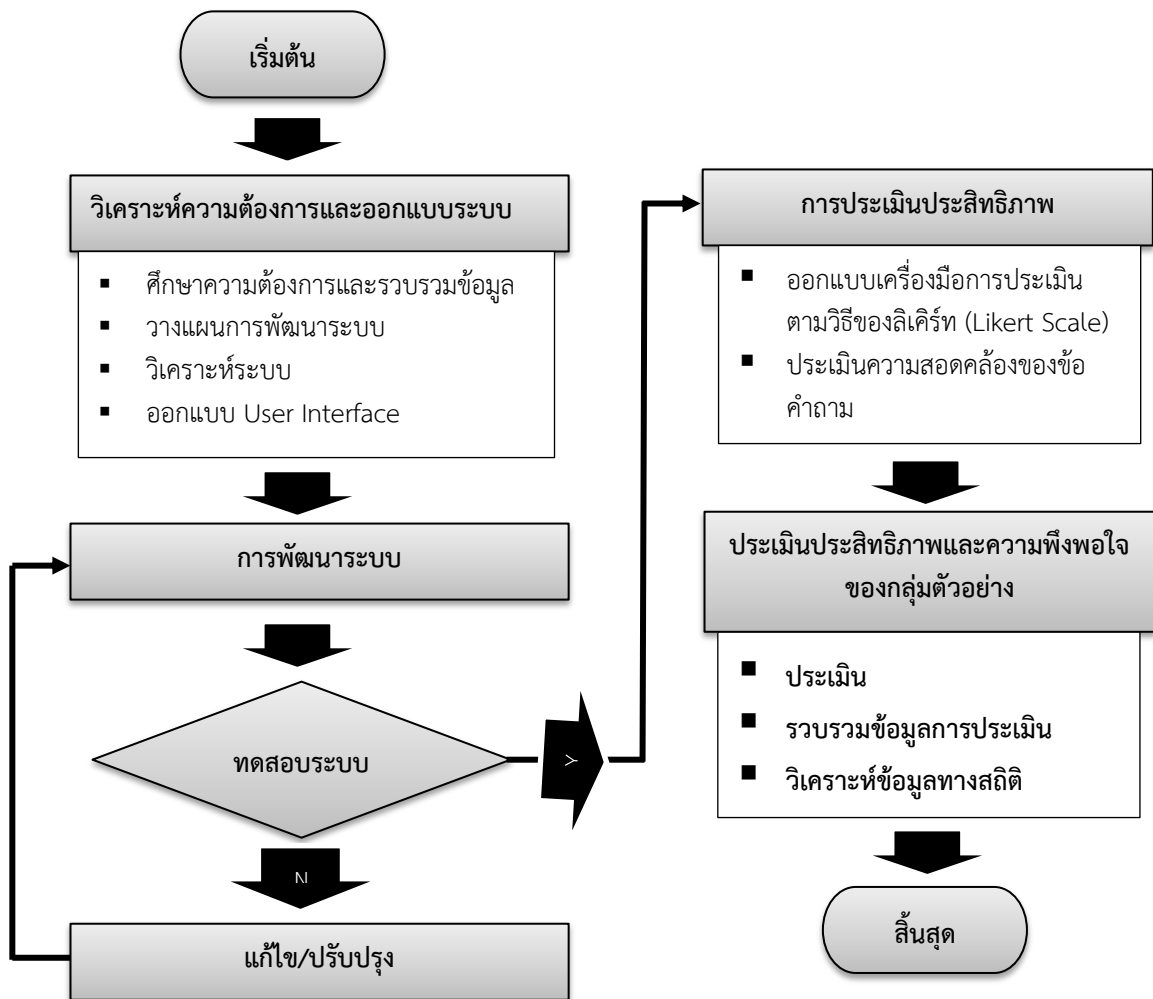 เริ่มต้น
วิเคราะห์ความต้องการและออกแบบระบบ
▪ ศึกษาความต้องการและรวบรวมข้อมูล
▪ วางแผนการพัฒนาระบบ
▪ วิเคราะห์ระบบ
▪ ออกแบบ User Interface
การพัฒนาระบบ
ทดสอบระบบ
Y
N
แก้ไข/ปรับปรุง
การประเมินประสิทธิภาพ
▪ ออกแบบเครื่องมือการประเมิน
ตามวิธีของลิเคิร์ท (Likert Scale)
▪ ประเมินความสอดคล้องของข้อ
คำถาม
ประเมินประสิทธิภาพและความพึงพอใจ
ของกลุ่มตัวอย่าง
▪ ประเมิน
▪ รวบรวมข้อมูลการประเมิน
▪ วิเคราะห์ข้อมูลทางสถิติ
สิ้นสุด